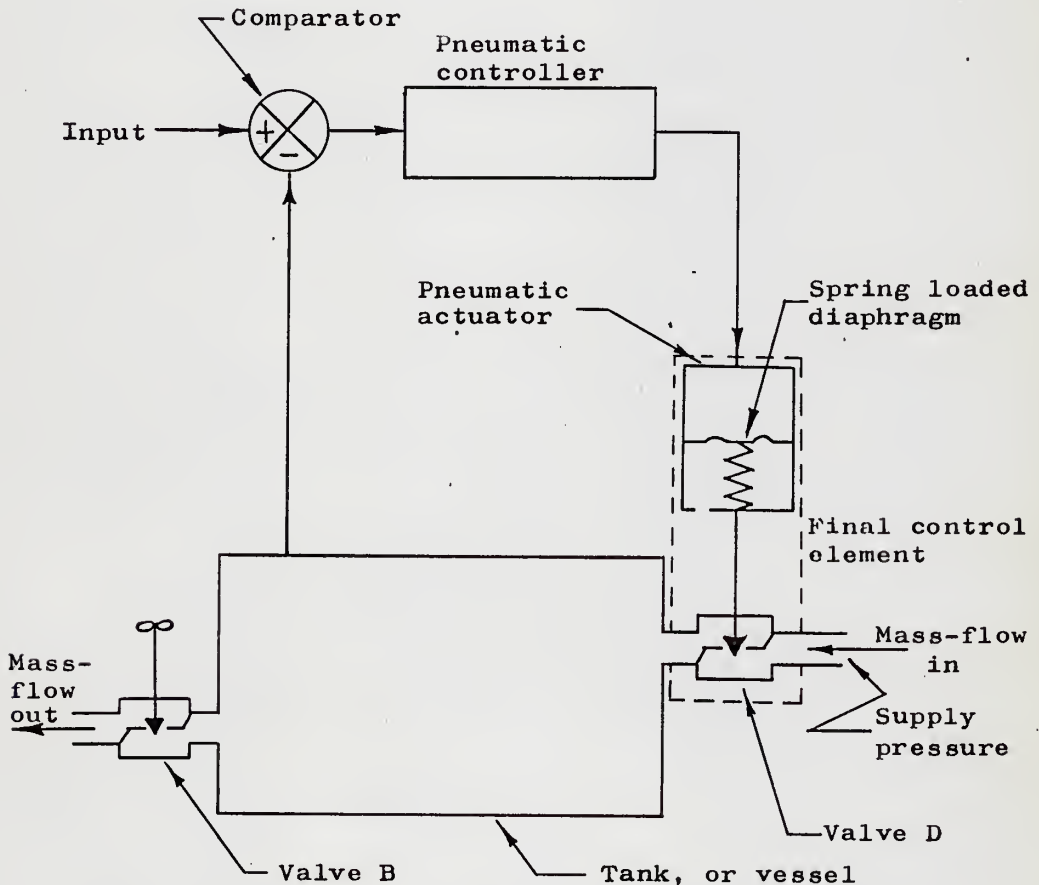 Comparator
Pneumatic
controller
Input
+
-
Pneumatic
actuator
Spring loaded
diaphragm
Final control
element
Mass-
flow
out
Mass-flow
in
Supply
pressure
Valve D
Valve B
Tank, or vessel